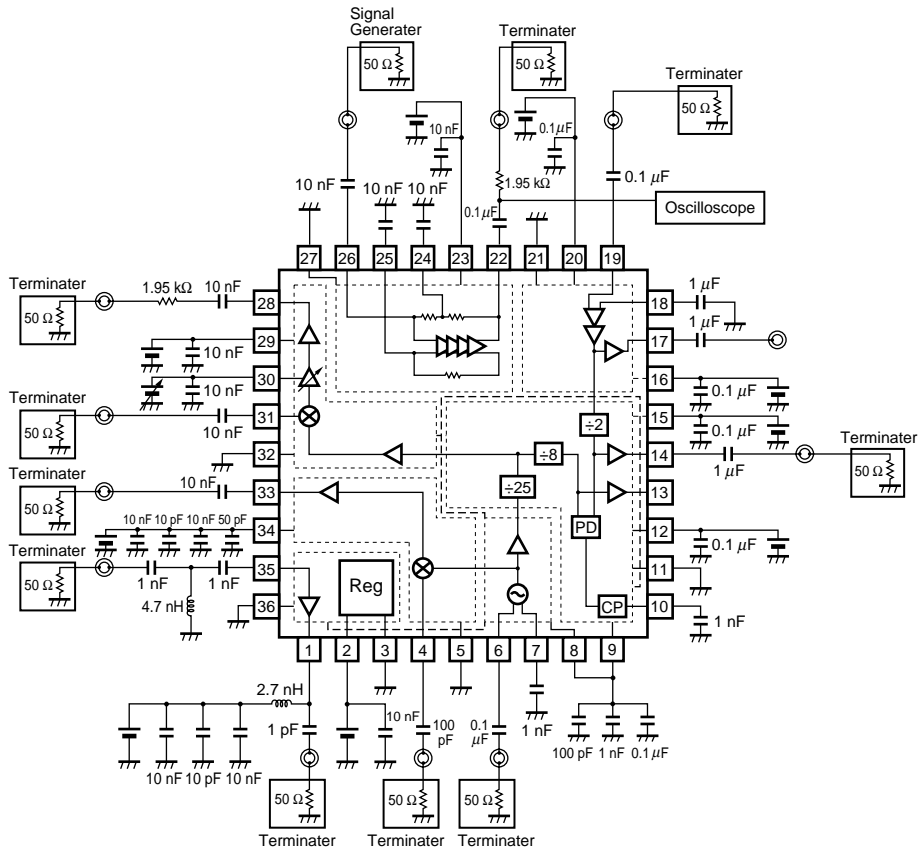 Signal
Generater
50 Ω
Terminater
50 Ω
Terminater
50 Ω
10 nF
0.1 µF
10 nF
10 nF
10 nF
1.95 kΩ
0.1 µF
0.1 µF
Oscilloscope
27
26
25
24
23
22
21
20
19
Terminater
50 Ω
1.95 kΩ
10 nF
28
18
1 µF
29
10 nF
17
1 µF
30
10 nF
16
0.1 µF
Terminater
50 Ω
31
10 nF
15
0.1 µF
÷2
32
÷8
14
1 µF
Terminater
50 Ω
Terminater
50 Ω
10 nF
33
÷25
13
10 nF
10 pF
10 nF
50 pF
34
PD
12
0.1 µF
Terminater
50 Ω
1 nF
1 nF
35
11
4.7 nH
36
Reg
CP
10
1 nF
1
2
3
4
5
6
7
8
9
2.7 nH
1 pF
10 nF
100
pF
0.1
µF
1 nF
10 nF
10 pF
10 nF
100 pF
1 nF
0.1 µF
50 Ω
Terminater
50 Ω
Terminater
50 Ω
Terminater